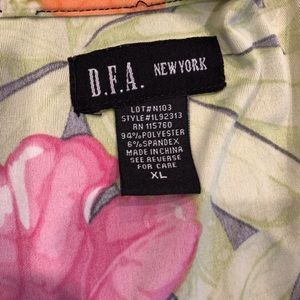 D.F.A. NEW YORK
LOT#N103
STYLE#1L92313
RN 115760
94%POLYESTER
6%SPANDEX
MADE IN CHINA
SEE REVERSE
FOR CARE
XL